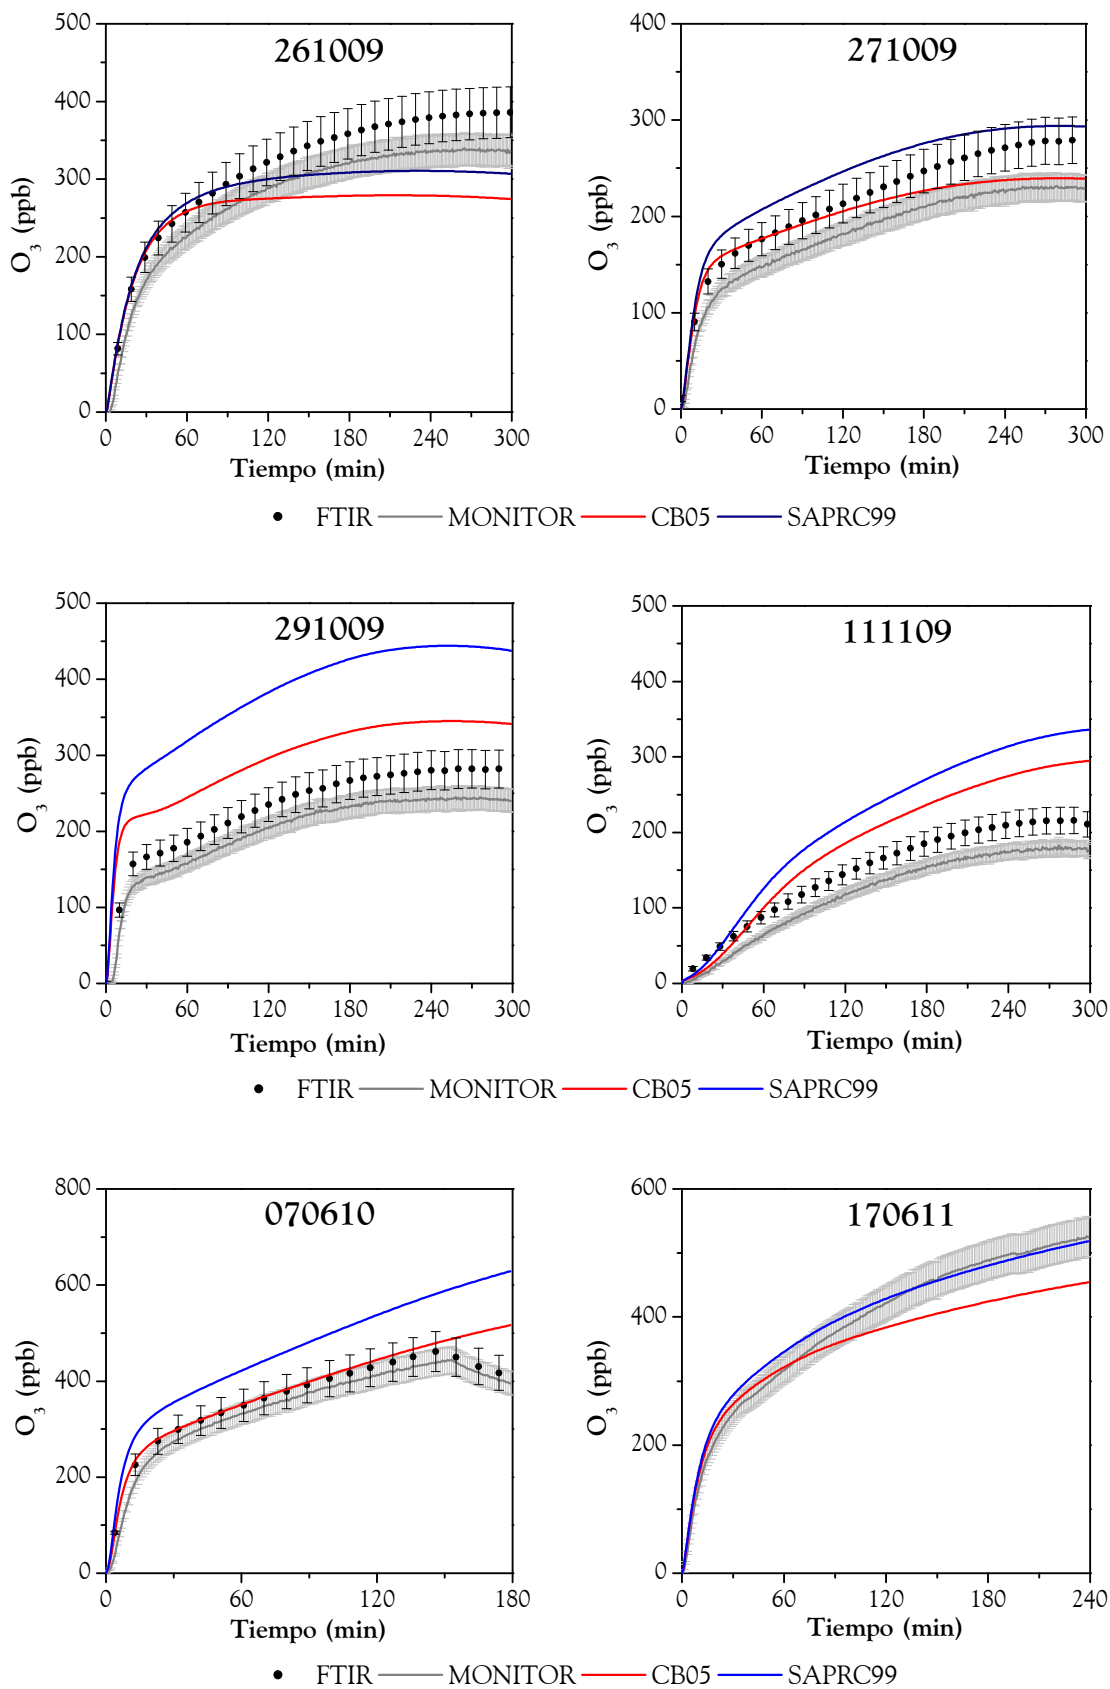 261009
271009
500
400
300
200
100
0
O3 (ppb)
0 60 120 180 240 300
Tiempo (min)
400
300
200
100
0
O3 (ppb)
0 60 120 180 240 300
Tiempo (min)
FTIR MONITOR CB05 SAPRC99
291009
111109
500
400
300
200
100
0
O3 (ppb)
0 60 120 180 240 300
Tiempo (min)
500
400
300
200
100
0
O3 (ppb)
0 60 120 180 240 300
Tiempo (min)
FTIR MONITOR CB05 SAPRC99
070610
170611
800
600
400
200
0
O3 (ppb)
0 60 120 180
Tiempo (min)
600
400
200
0
O3 (ppb)
0 60 120 180 240
Tiempo (min)
FTIR MONITOR CB05 SAPRC99